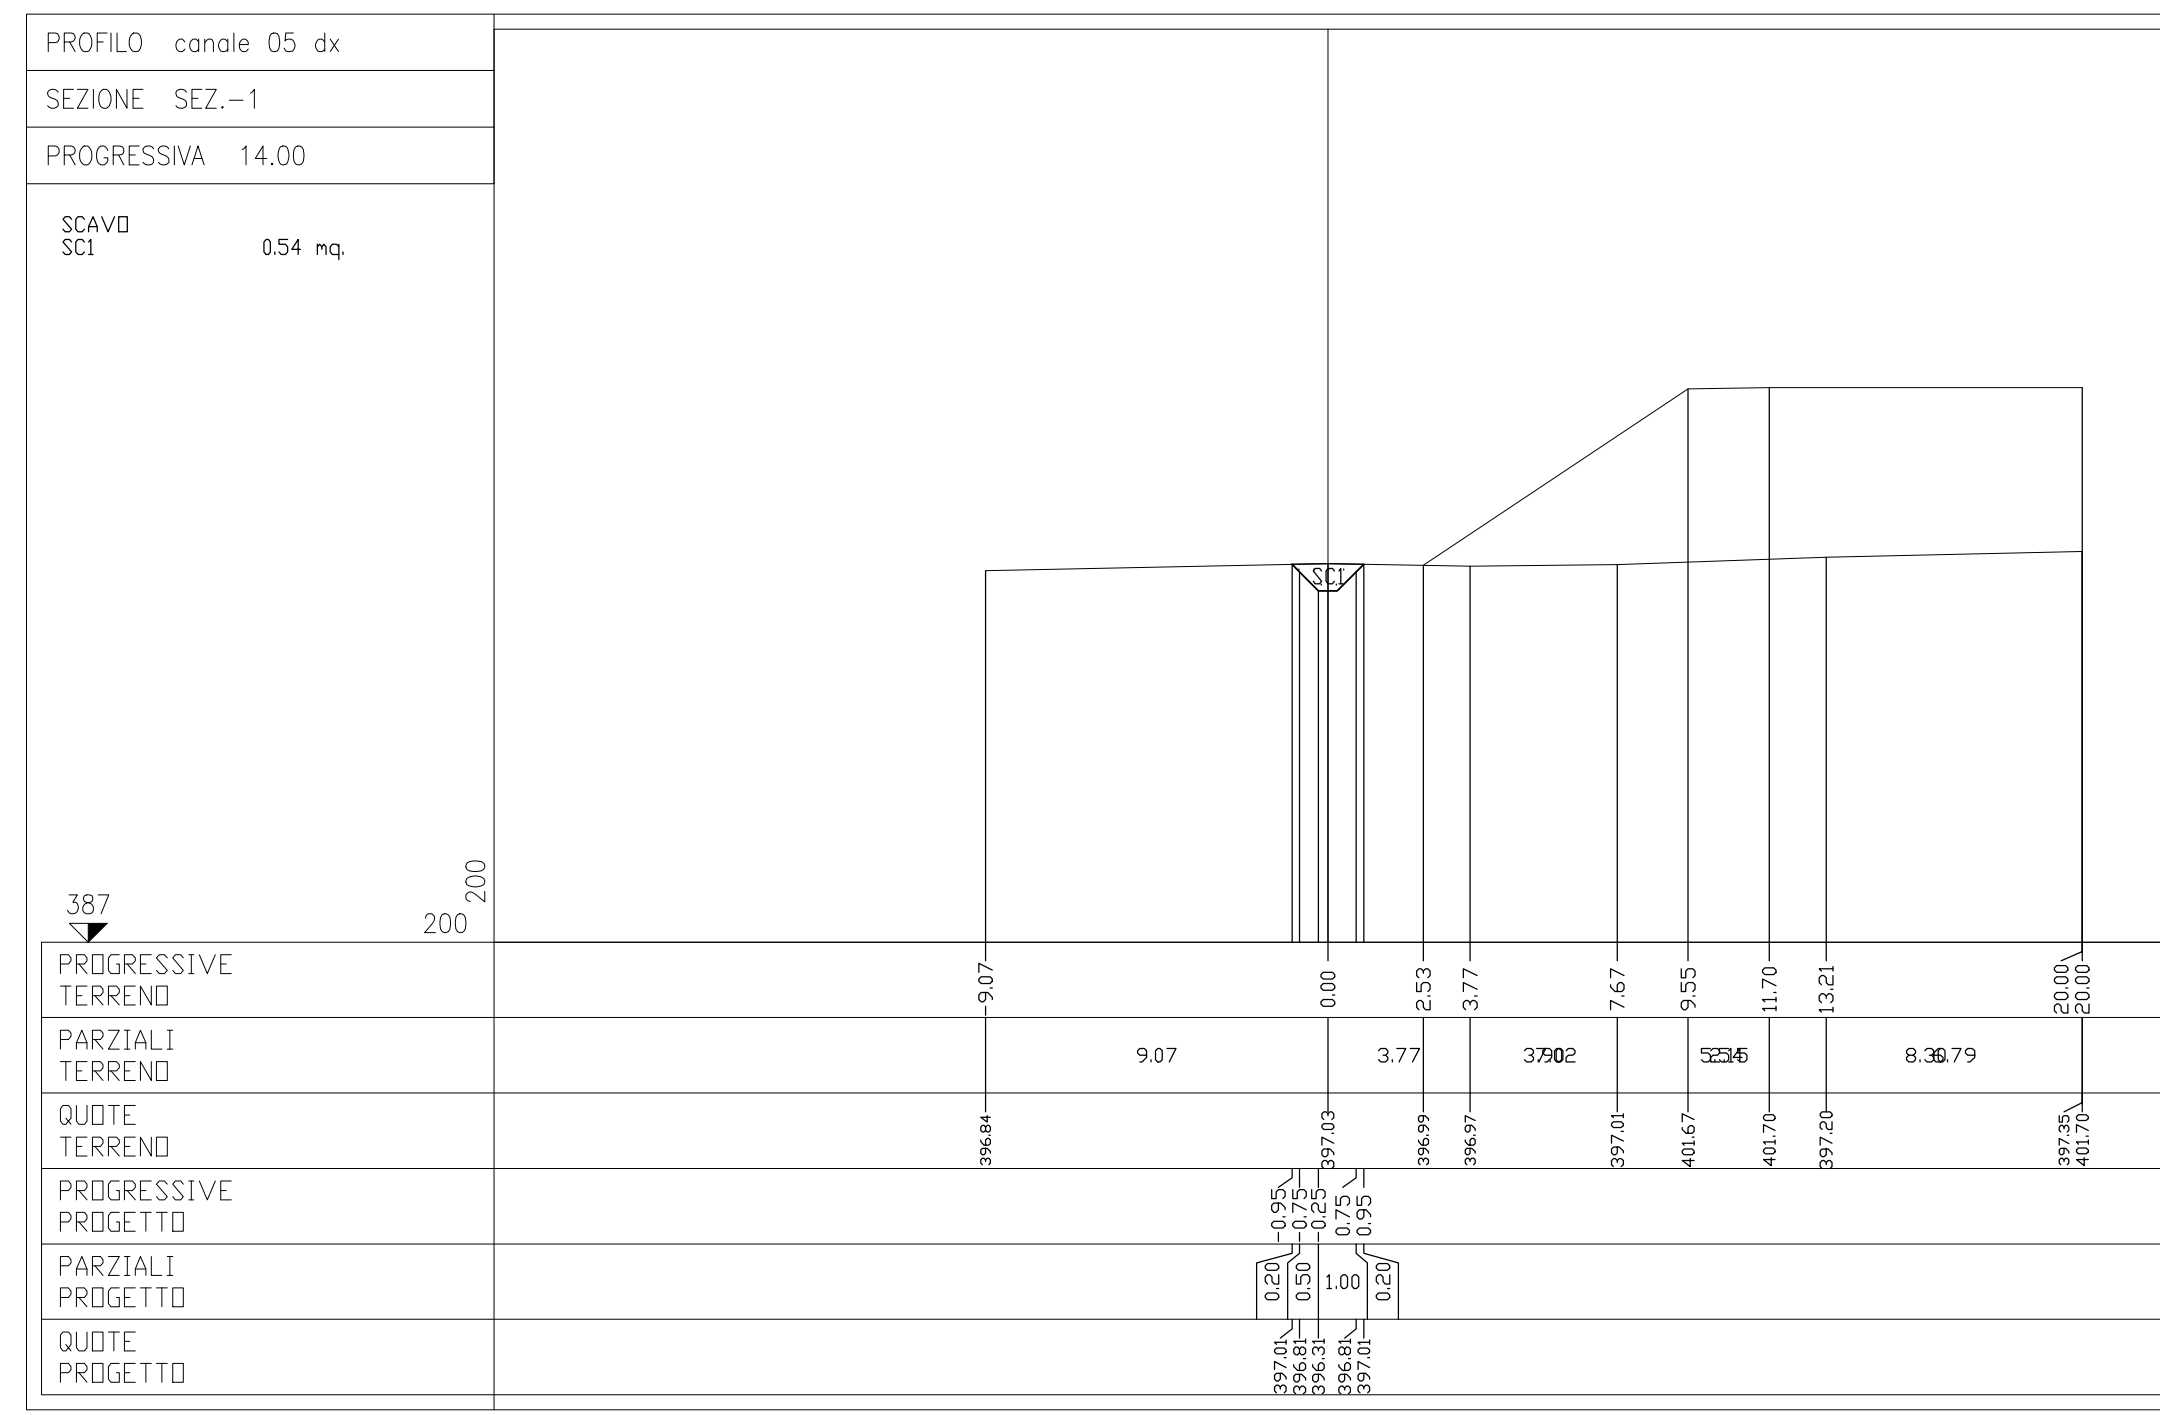 PROFILO canale 05 dx
SEZIONE SEZ.-1
PROGRESSIVA 14.00
SCAVO
SC1 0.54 mq.
SC1
200
387
200
PROGRESSIVE
TERRENO
-9.07 0.00 2.53 3.77 7.67 9.55 11.70 13.21 20.00 20.00
PARZIALI
TERRENO
9.07 3.77 8.30 6.79
QUOTE
TERRENO
396.84 397.03 396.99 396.97 397.01 401.67 401.70 397.20 397.35 401.70
PROGRESSIVE
PROGETTO
-0.95 -0.75 -0.25 0.75 0.95
PARZIALI
PROGETTO
0.20 0.50 1.00 0.20
QUOTE
PROGETTO
397.01 396.81 396.31 396.81 397.01